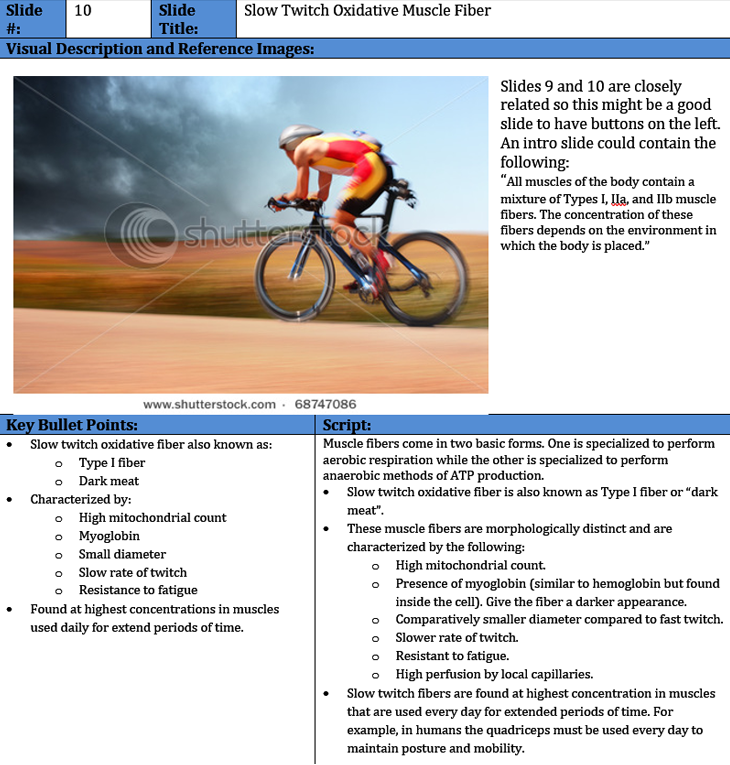 Slide #: 10 Slide Title: Slow Twitch Oxidative Muscle Fiber
Visual Description and Reference Images:
shutterstock
www.shutterstock.com · 68747086
Slides 9 and 10 are closely
related so this might be a good
slide to have buttons on the left.
An intro slide could contain the
following:
“All muscles of the body contain a
mixture of Types I, IIa, and IIb muscle
fibers. The concentration of these
fibers depends on the environment in
which the body is placed.”
Key Bullet Points:
• Slow twitch oxidative fiber also known as:
o Type I fiber
o Dark meat
• Characterized by:
o High mitochondrial count
o Myoglobin
o Small diameter
o Slow rate of twitch
o Resistance to fatigue
• Found at highest concentrations in muscles
used daily for extend periods of time.
Script:
Muscle fibers come in two basic forms. One is specialized to perform
aerobic respiration while the other is specialized to perform
anaerobic methods of ATP production.
• Slow twitch oxidative fiber is also known as Type I fiber or “dark
meat”.
• These muscle fibers are morphologically distinct and are
characterized by the following:
o High mitochondrial count.
o Presence of myoglobin (similar to hemoglobin but found
inside the cell). Give the fiber a darker appearance.
o Comparatively smaller diameter compared to fast twitch.
o Slower rate of twitch.
o Resistant to fatigue.
o High perfusion by local capillaries.
• Slow twitch fibers are found at highest concentration in muscles
that are used every day for extended periods of time. For
example, in humans the quadriceps must be used every day to
maintain posture and mobility.